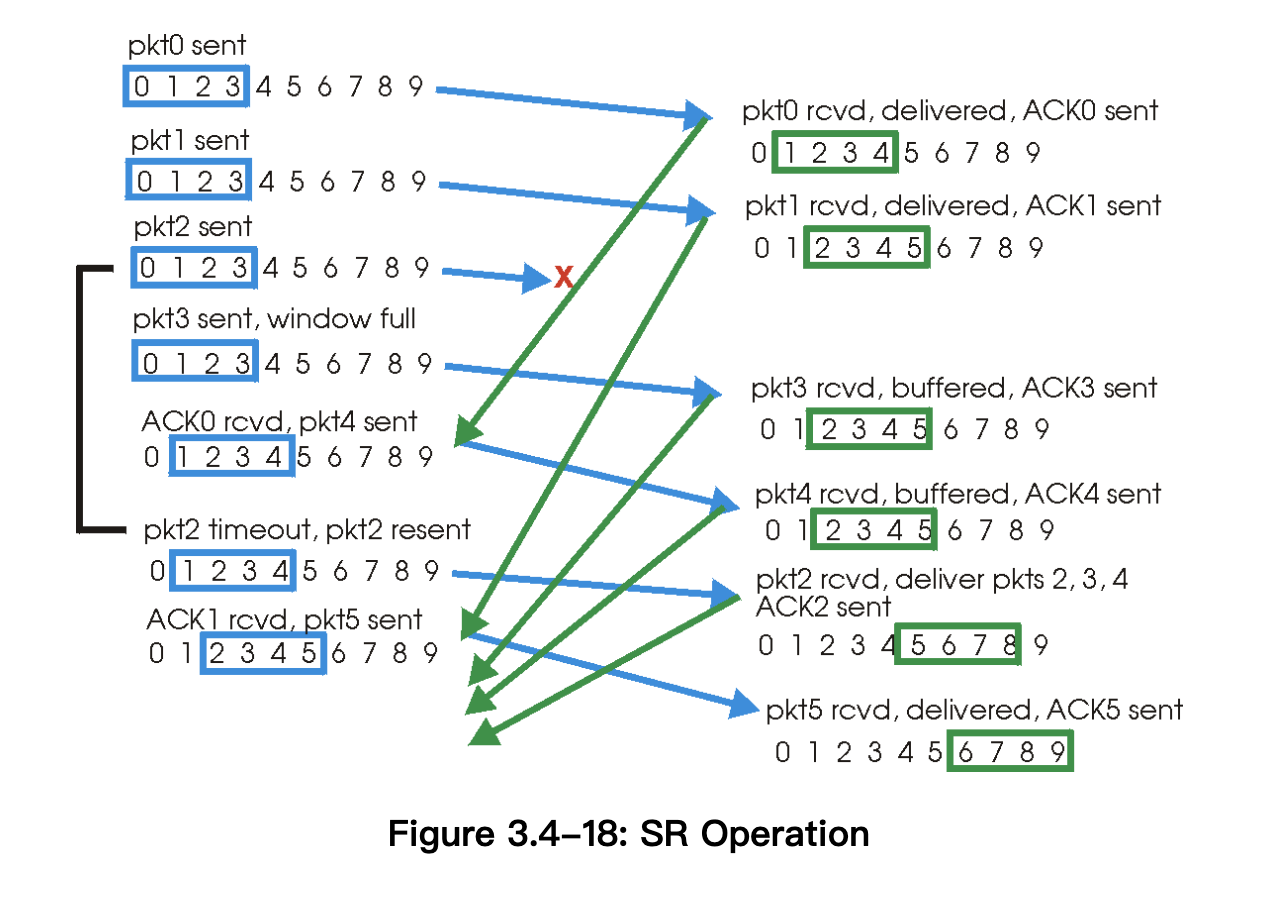 pkt0 sent
0 1 2 3 4 5 6 7 8 9
pkt1 sent
0 1 2 3 4 5 6 7 8 9
pkt2 sent
0 1 2 3 4 5 6 7 8 9
X
pkt3 sent, window full
0 1 2 3 4 5 6 7 8 9
ACK0 rcvd, pkt4 sent
0 1 2 3 4 5 6 7 8 9
pkt2 timeout, pkt2 resent
0 1 2 3 4 5 6 7 8 9
ACK1 rcvd, pkt5 sent
0 1 2 3 4 5 6 7 8 9
pkt0 rcvd, delivered, ACK0 sent
0 1 2 3 4 5 6 7 8 9
pkt1 rcvd, delivered, ACK1 sent
0 1 2 3 4 5 6 7 8 9
pkt3 rcvd, buffered, ACK3 sent
0 1 2 3 4 5 6 7 8 9
pkt4 rcvd, buffered, ACK4 sent
0 1 2 3 4 5 6 7 8 9
pkt2 rcvd, deliver pkts 2, 3, 4
ACK2 sent
0 1 2 3 4 5 6 7 8 9
pkt5 rcvd, delivered, ACK5 sent
0 1 2 3 4 5 6 7 8 9
Figure 3.4–18: SR Operation